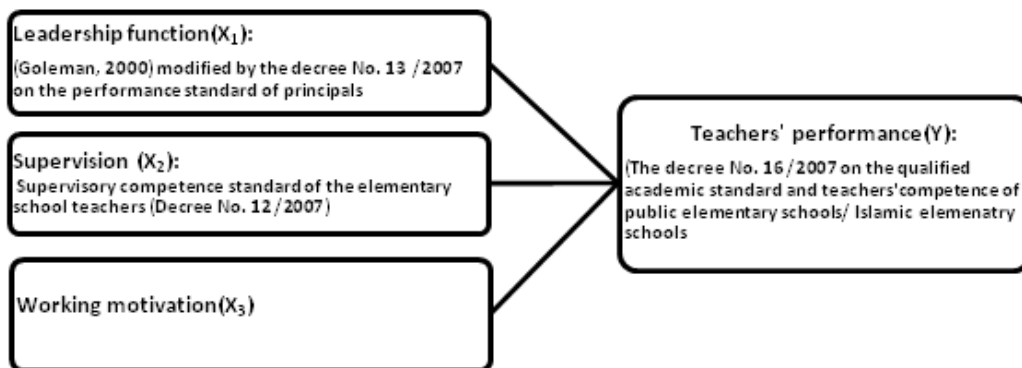 Leadership function(X₁):
(Goleman, 2000) modified by the decree No. 13 /2007
on the performance standard of principals
Supervision (X₂):
Supervisory competence standard of the elementary
school teachers (Decree No. 12/2007)
Working motivation(X₃)
Teachers' performance(Y):
(The decree No. 16/2007 on the qualified
academic standard and teachers'competence of
public elementary schools/ Islamic elemenatry
schools